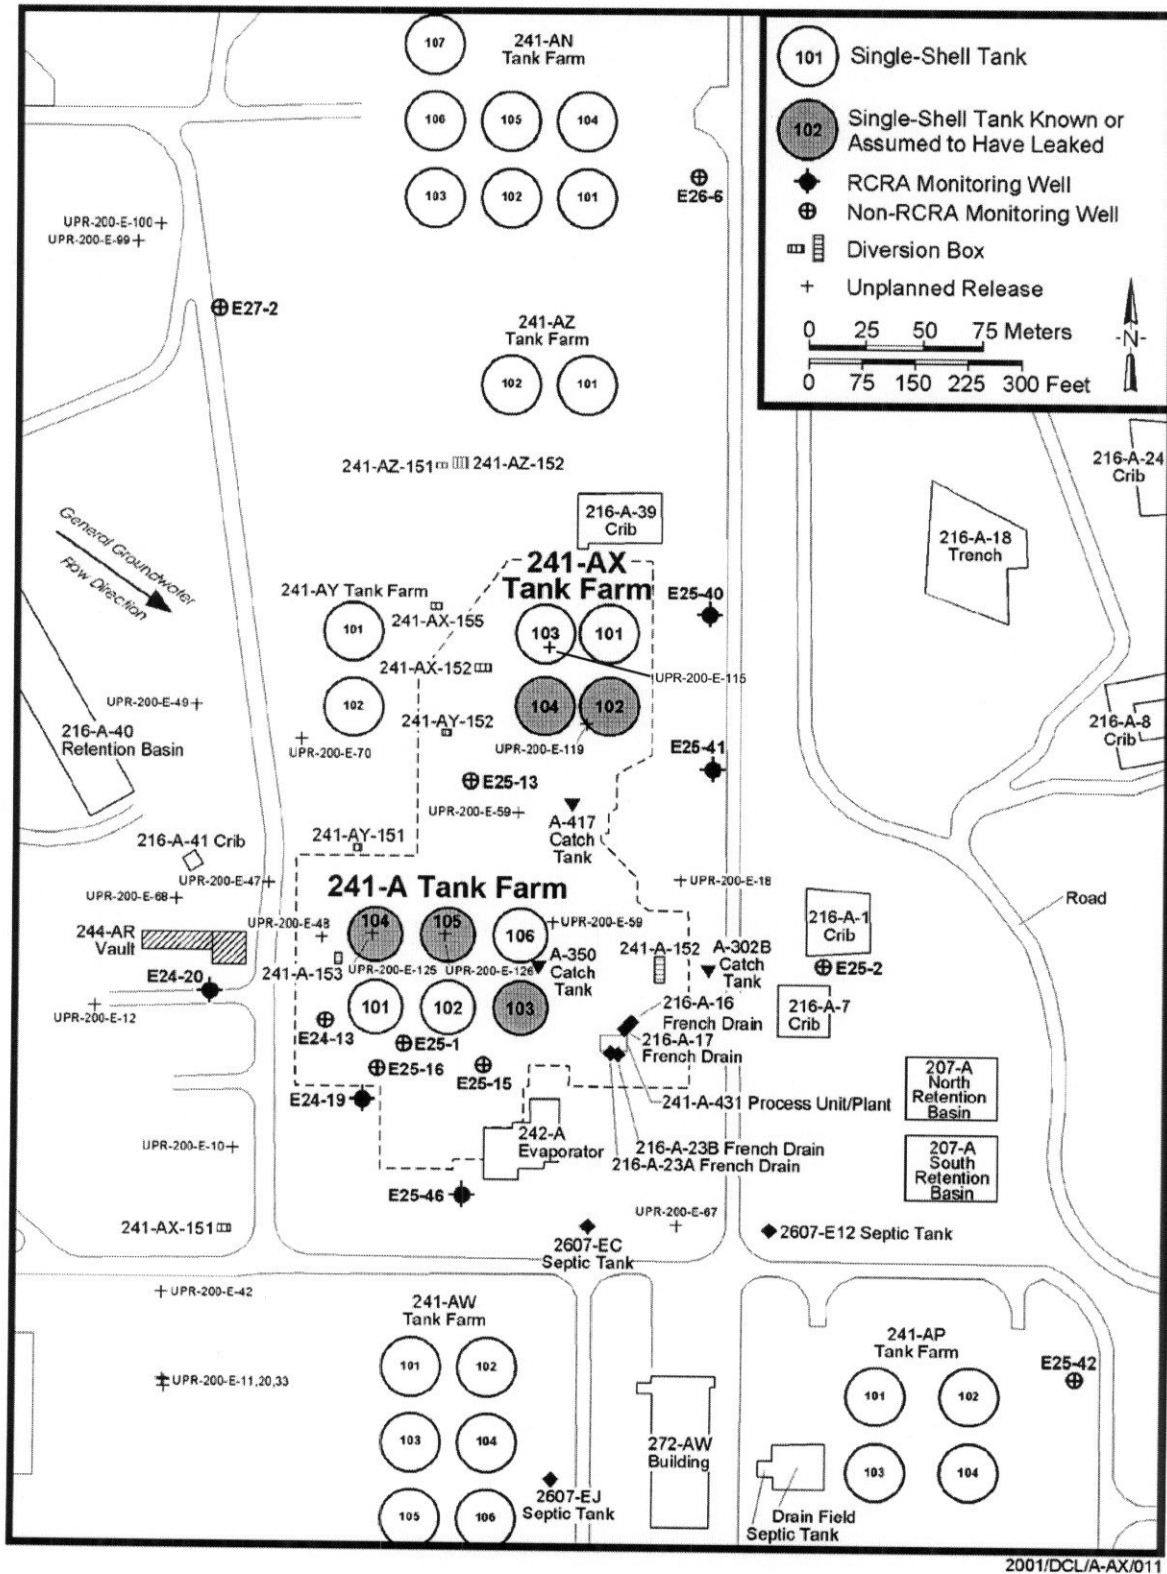 107
241-AN
Tank Farm
106
105
104
103
102
101
E26-6
101
Single-Shell Tank
102
Single-Shell Tank Known or
Assumed to Have Leaked
RCRA Monitoring Well
Non-RCRA Monitoring Well
Diversion Box
Unplanned Release
0 25 50 75 Meters
0 75 150 225 300 Feet
-N-
UPR-200-E-100
UPR-200-E-99
E27-2
241-AZ
Tank Farm
102
101
241-AZ-151
241-AZ-152
216-A-39
Crib
216-A-24
Crib
216-A-18
Trench
General Groundwater
Flow Direction
241-AX
Tank Farm
241-AY Tank Farm
101
102
241-AX-155
241-AX-152
103
101
104
102
E25-40
UPR-200-E-115
UPR-200-E-49
216-A-40
Retention Basin
UPR-200-E-70
241-AY-152
UPR-200-E-119
E25-41
216-A-8
Crib
E25-13
UPR-200-E-59
A-417
Catch
Tank
216-A-41 Crib
241-AY-151
UPR-200-E-47
UPR-200-E-68
241-A Tank Farm
UPR-200-E-18
Road
244-AR
Vault
UPR-200-E-48
104
105
106
UPR-200-E-59
216-A-1
Crib
241-A-153
UPR-200-E-125
UPR-200-E-126
A-350
Catch
Tank
241-A-152
A-302B
Catch
Tank
E25-2
E24-20
UPR-200-E-12
101
102
103
216-A-16
French Drain
216-A-7
Crib
E24-13
E25-1
216-A-17
French Drain
E25-16
E25-15
E24-19
241-A-431 Process Unit/Plant
207-A
North
Retention
Basin
UPR-200-E-10
242-A
Evaporator
216-A-23B French Drain
216-A-23A French Drain
207-A
South
Retention
Basin
E25-46
241-AX-151
UPR-200-E-67
2607-EC
Septic Tank
2607-E12 Septic Tank
UPR-200-E-42
241-AW
Tank Farm
241-AP
Tank Farm
E25-42
UPR-200-E-11,20,33
101
102
103
104
105
106
101
102
103
104
272-AW
Building
2607-EJ
Septic Tank
Drain Field
Septic Tank
2001/DCL/A-AX/011